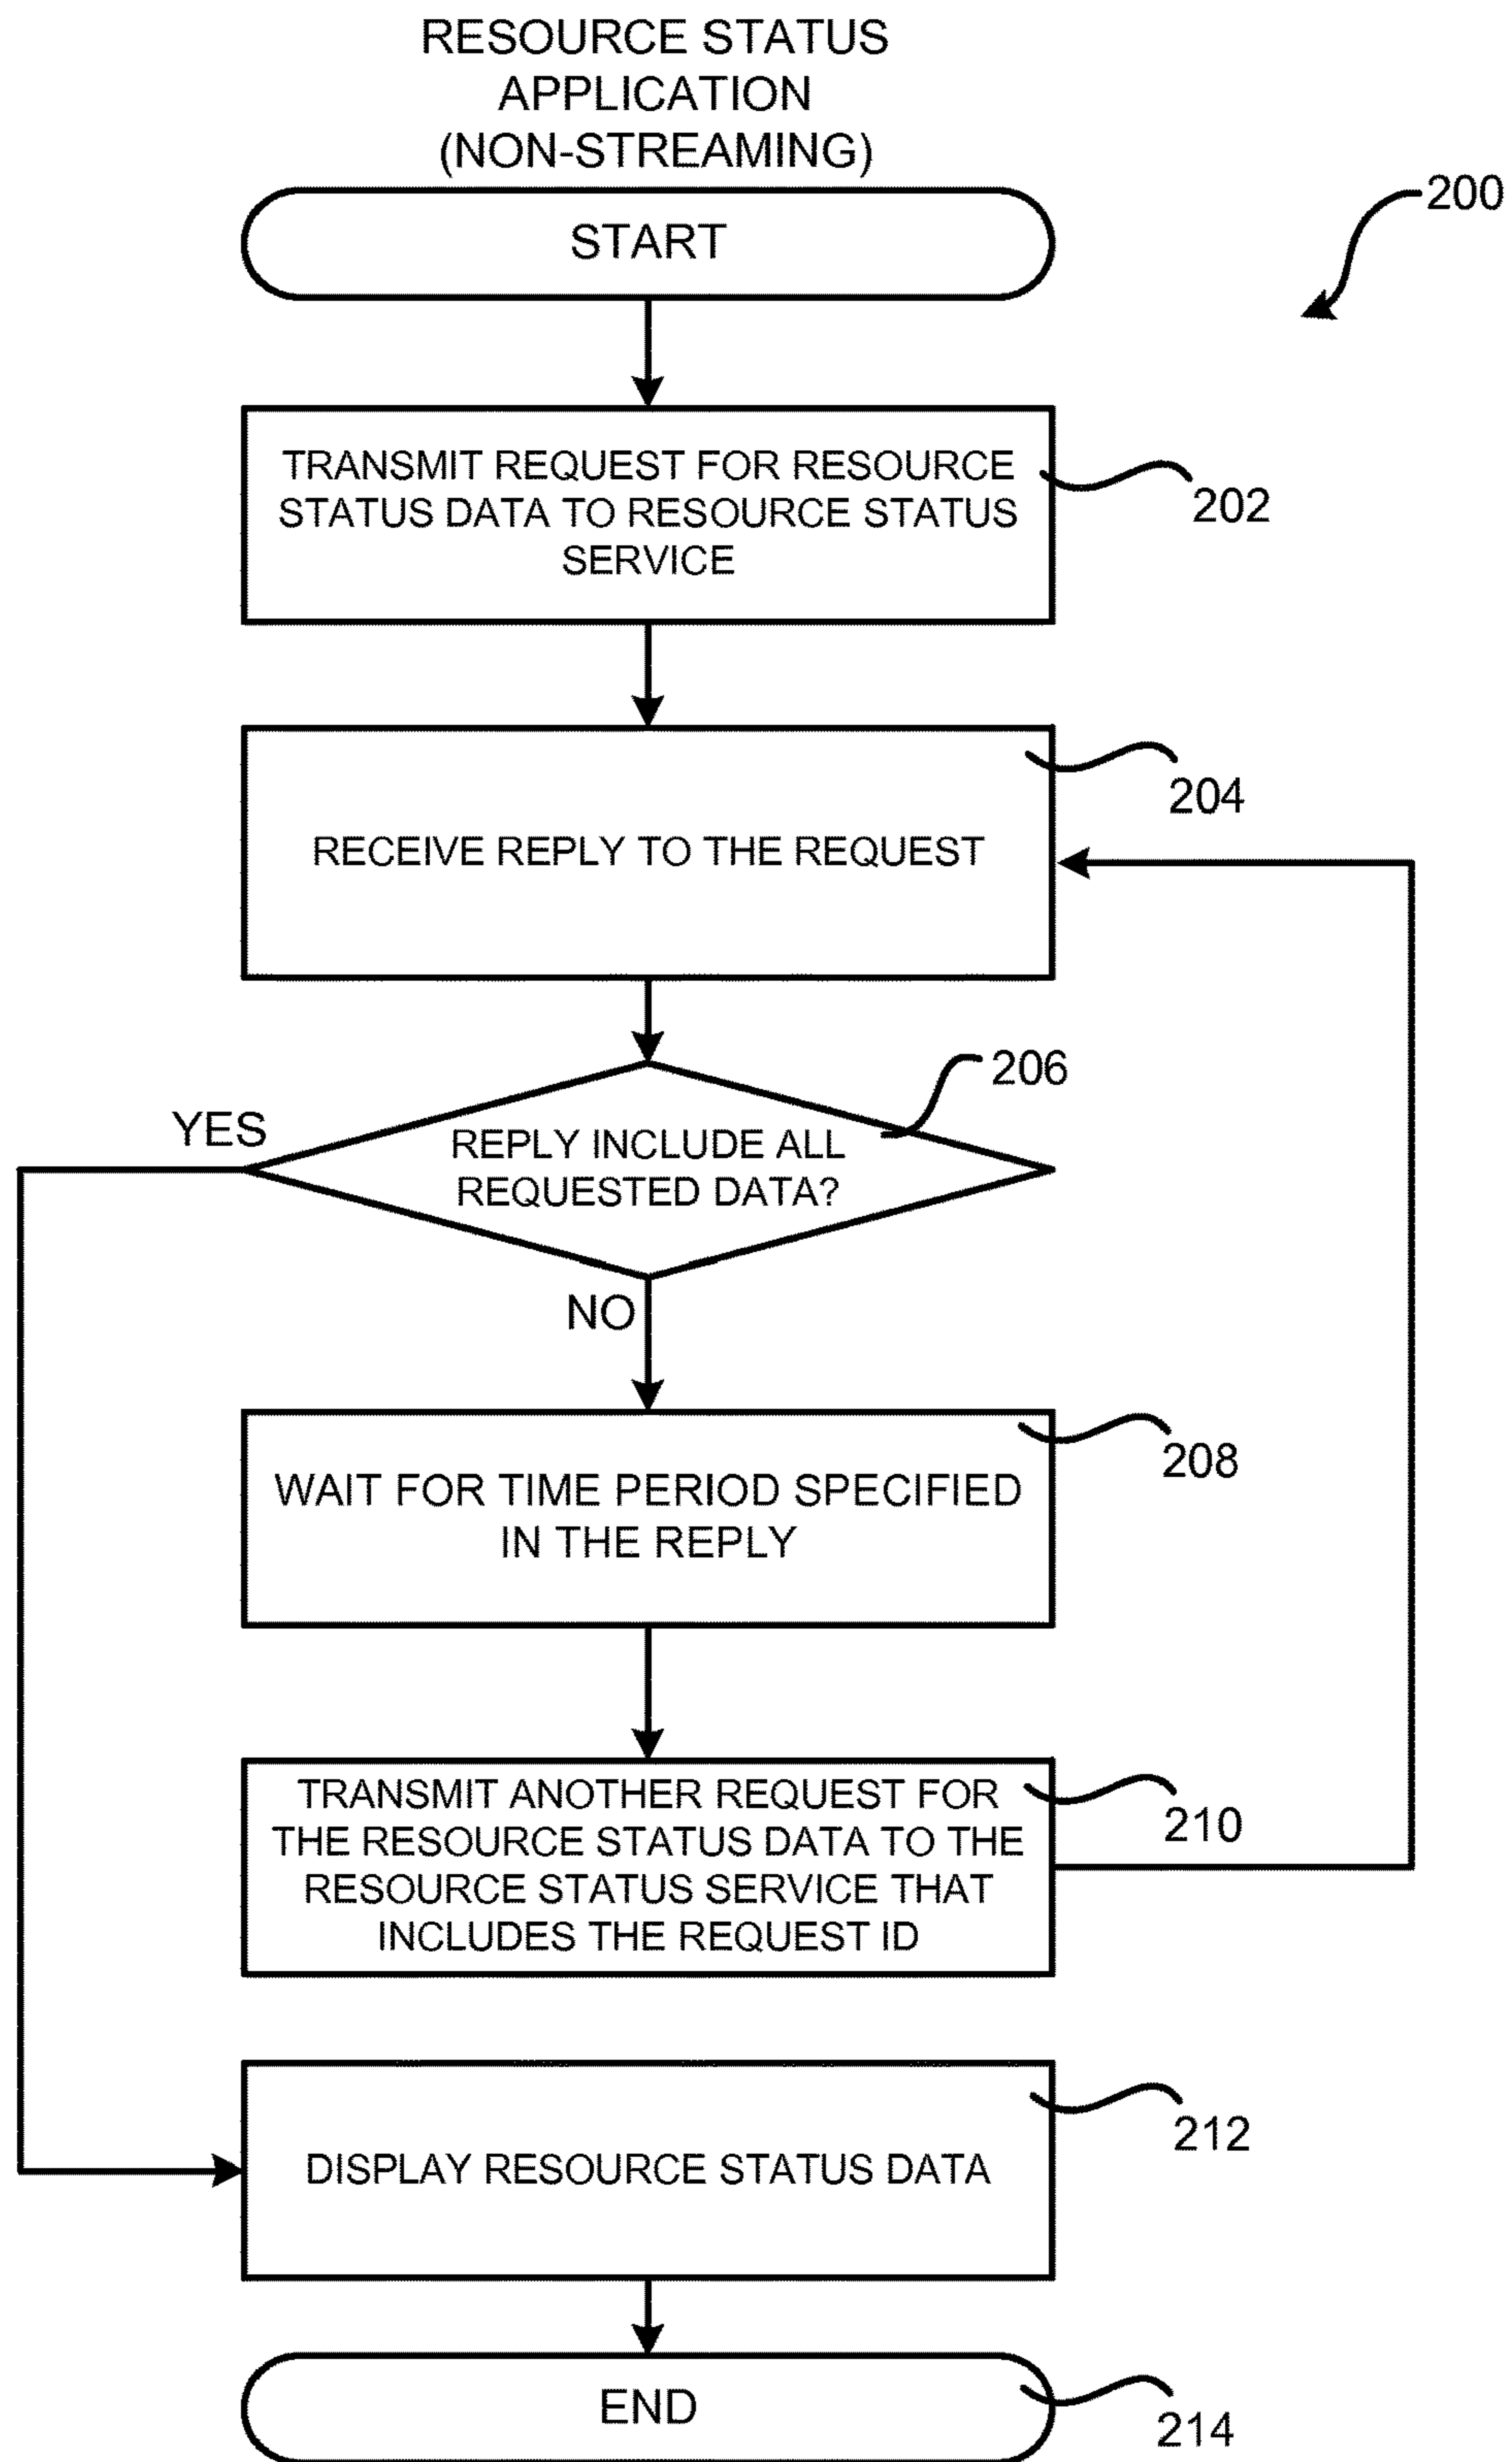 RESOURCE STATUS
APPLICATION
(NON-STREAMING)
START
200
TRANSMIT REQUEST FOR RESOURCE
STATUS DATA TO RESOURCE STATUS
SERVICE
202
204
RECEIVE REPLY TO THE REQUEST
206
YES
REPLY INCLUDE ALL
REQUESTED DATA?
NO
208
WAIT FOR TIME PERIOD SPECIFIED
IN THE REPLY
TRANSMIT ANOTHER REQUEST FOR
THE RESOURCE STATUS DATA TO THE
RESOURCE STATUS SERVICE THAT
INCLUDES THE REQUEST ID
210
212
DISPLAY RESOURCE STATUS DATA
END
214